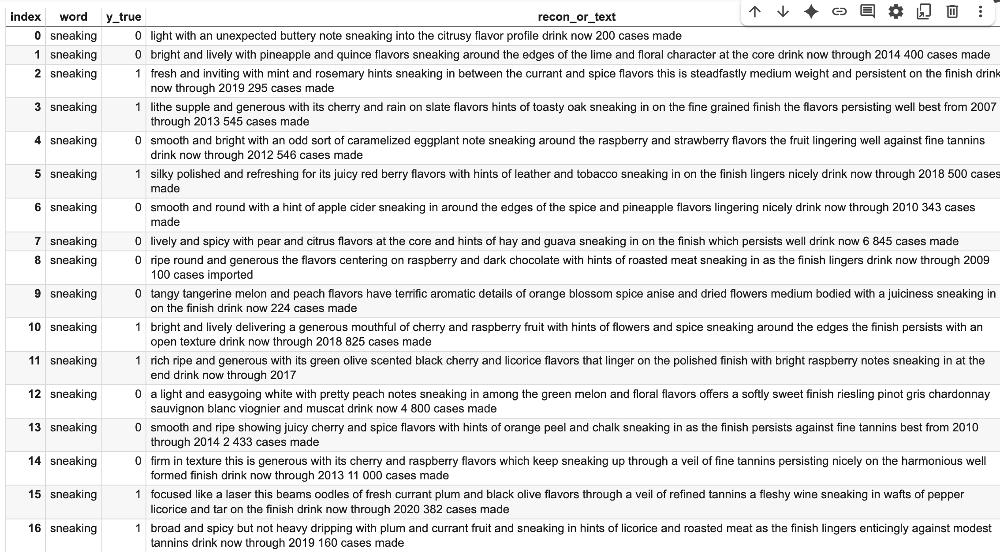 index word y_true recon_or_text
0 sneaking 0 light with an unexpected buttery note sneaking into the citrusy flavor profile drink now 200 cases made
1 sneaking 0 bright and lively with pineapple and quince flavors sneaking around the edges of the lime and floral character at the core drink now through 2014 400 cases made
2 sneaking 1 fresh and inviting with mint and rosemary hints sneaking in between the currant and spice flavors this is steadfastly medium weight and persistent on the finish drink
now through 2019 295 cases made
3 sneaking 1 lithe supple and generous with its cherry and rain on slate flavors hints of toasty oak sneaking in on the fine grained finish the flavors persisting well best from 2007
through 2013 545 cases made
4 sneaking 0 smooth and bright with an odd sort of caramelized eggplant note sneaking around the raspberry and strawberry flavors the fruit lingering well against fine tannins
drink now through 2012 546 cases made
5 sneaking 1 silky polished and refreshing for its juicy red berry flavors with hints of leather and tobacco sneaking in on the finish lingers nicely drink now through 2018 500 cases
made
6 sneaking 0 smooth and round with a hint of apple cider sneaking in around the edges of the spice and pineapple flavors lingering nicely drink now through 2010 343 cases
made
7 sneaking 0 lively and spicy with pear and citrus flavors at the core and hints of hay and guava sneaking in on the finish which persists well drink now 6 845 cases made
8 sneaking 0 ripe round and generous the flavors centering on raspberry and dark chocolate with hints of roasted meat sneaking in as the finish lingers drink now through 2009
100 cases imported
9 sneaking 0 tangy tangerine melon and peach flavors have terrific aromatic details of orange blossom spice anise and dried flowers medium bodied with a juiciness sneaking in
on the finish drink now 224 cases made
10 sneaking 1 bright and lively delivering a generous mouthful of cherry and raspberry fruit with hints of flowers and spice sneaking around the edges the finish persists with an
open texture drink now through 2018 825 cases made
11 sneaking 1 rich ripe and generous with its green olive scented black cherry and licorice flavors that linger on the polished finish with bright raspberry notes sneaking in at the
end drink now through 2017
12 sneaking 0 a light and easygoing white with pretty peach notes sneaking in among the green melon and floral flavors offers a softly sweet finish riesling pinot gris chardonnay
sauvignon blanc viognier and muscat drink now 4 800 cases made
13 sneaking 0 smooth and ripe showing juicy cherry and spice flavors with hints of orange peel and chalk sneaking in as the finish persists against fine tannins best from 2010
through 2014 2 433 cases made
14 sneaking 0 firm in texture this is generous with its cherry and raspberry flavors which keep sneaking up through a veil of fine tannins persisting nicely on the harmonious well
formed finish drink now through 2013 11 000 cases made
15 sneaking 1 focused like a laser this beams oodles of fresh currant plum and black olive flavors through a veil of refined tannins a fleshy wine sneaking in wafts of pepper
licorice and tar on the finish drink now through 2020 382 cases made
16 sneaking 1 broad and spicy but not heavy dripping with plum and currant fruit and sneaking in hints of licorice and roasted meat as the finish lingers enticingly against modest
tannins drink now through 2019 160 cases made